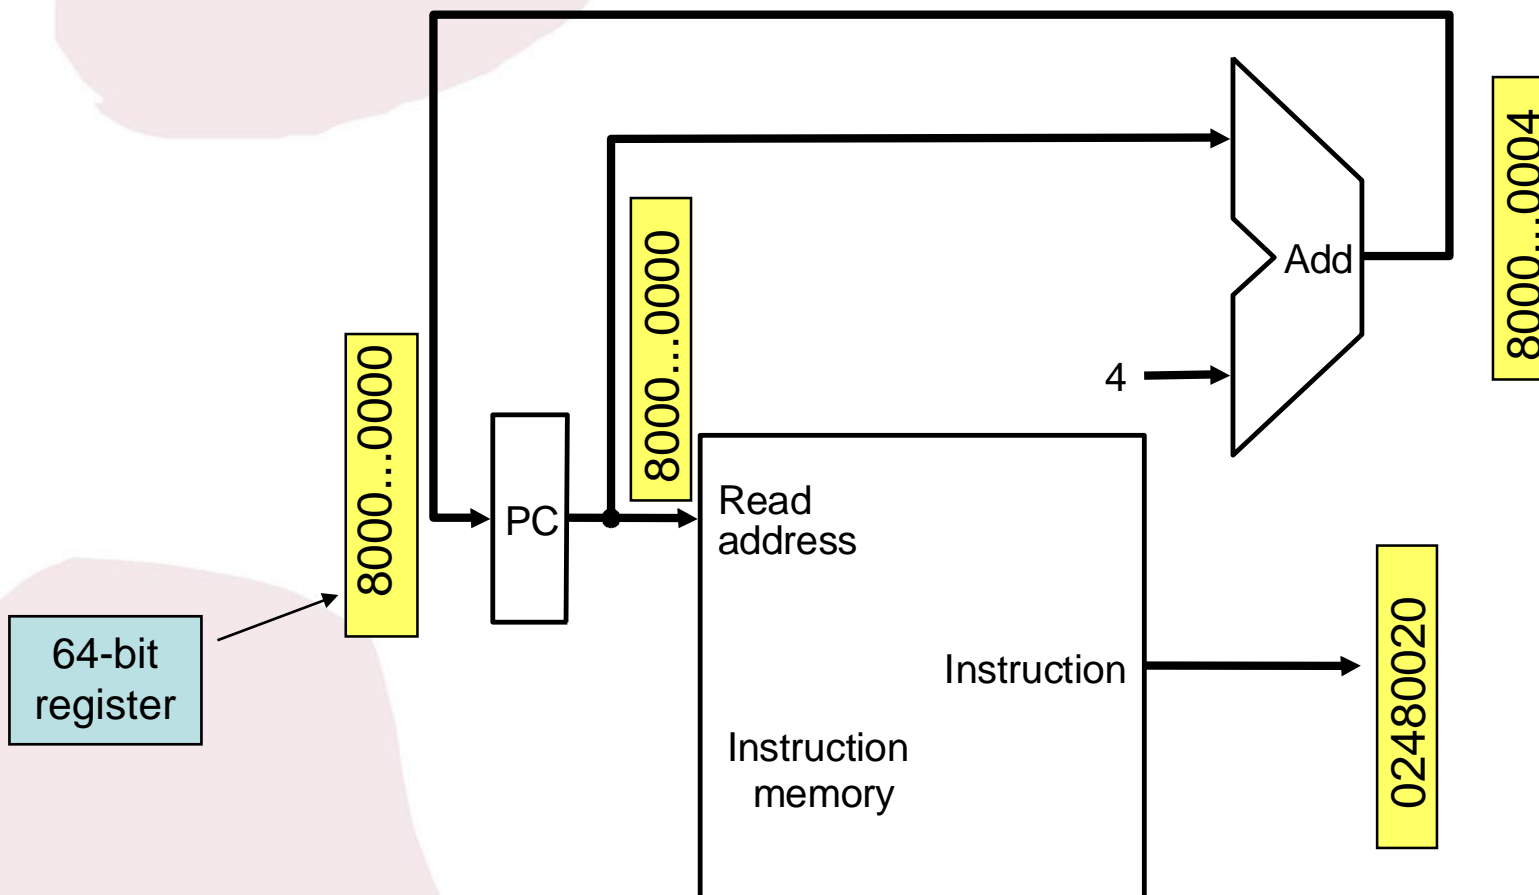 8000...0004
8000...0000
Add
8000...0000
4
PC
Read
address
64-bit
register
Instruction
02480020
Instruction
memory